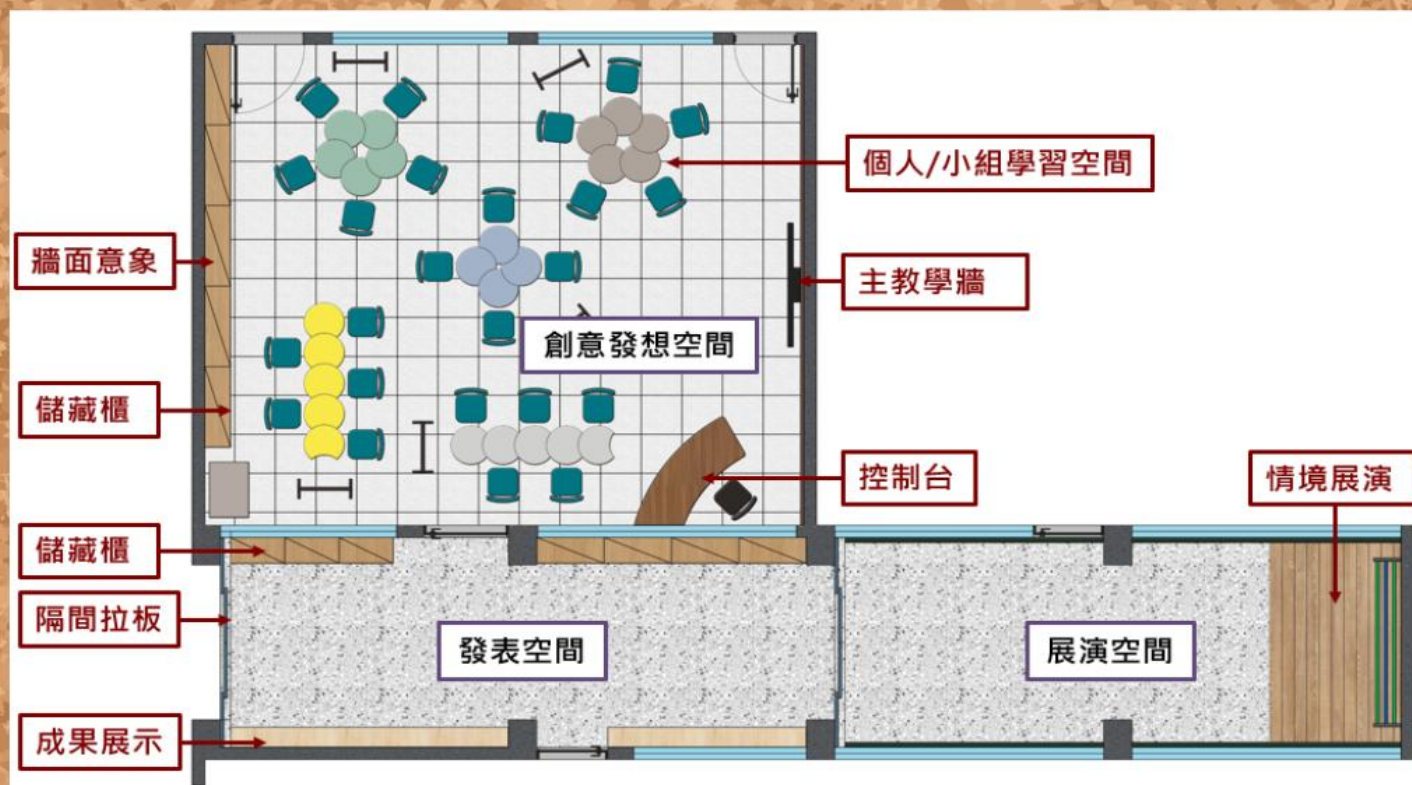 個人/小組學習空間
牆面意象
主教學牆
創意發想空間
儲藏櫃
控制台
情境展演
儲藏櫃
隔間拉板
發表空間
展演空間
成果展示